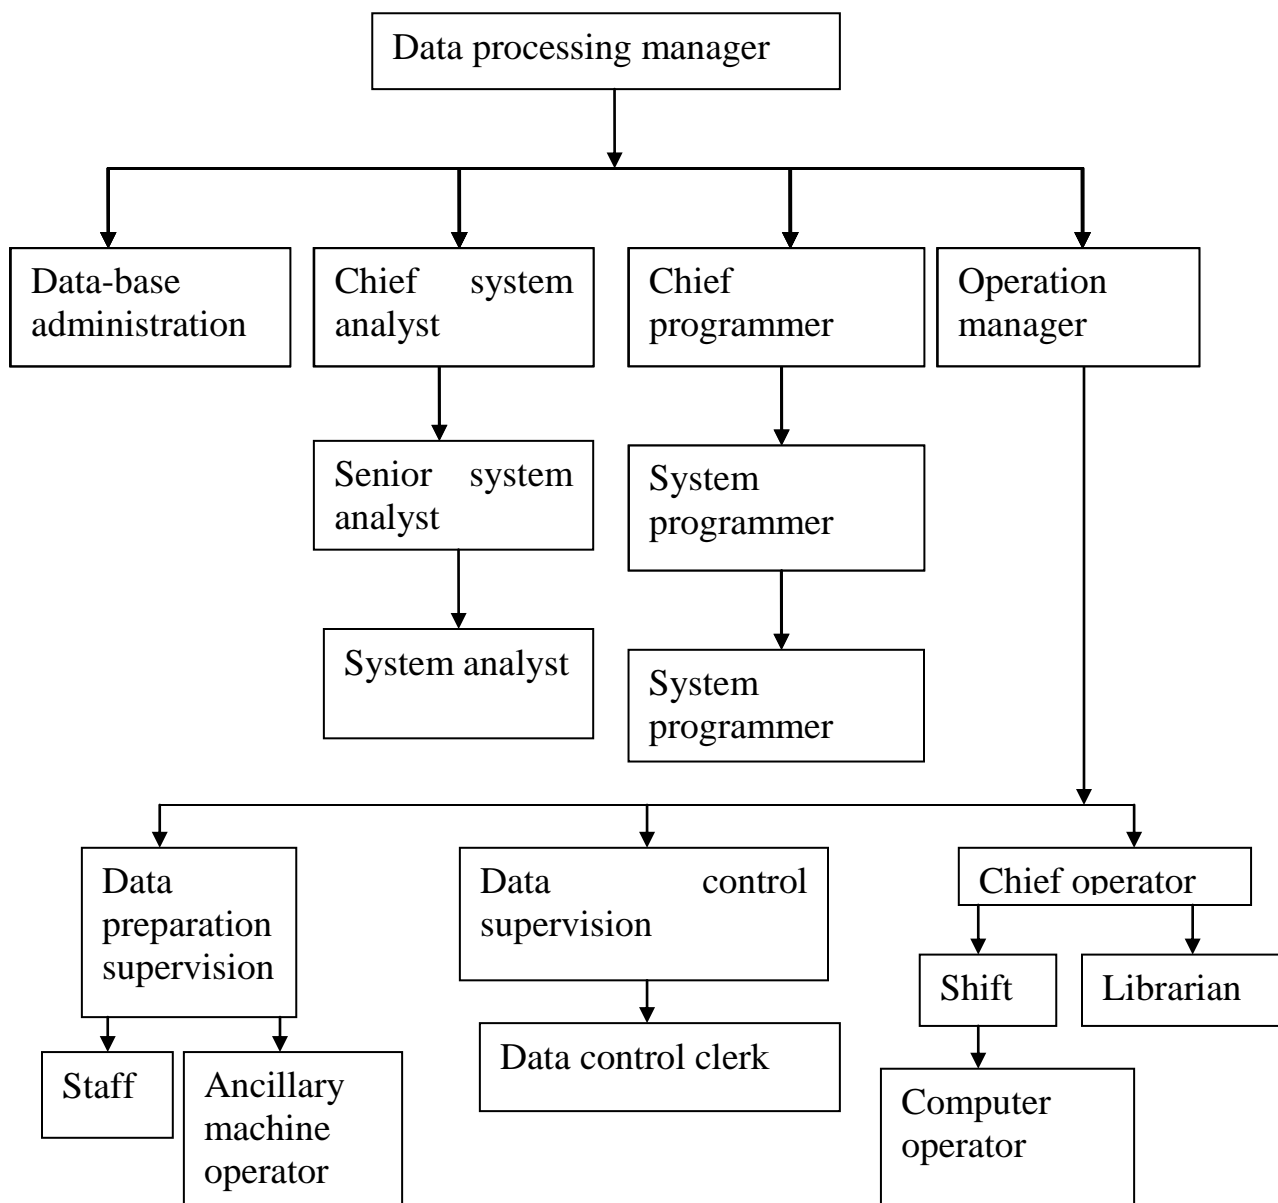 Data processing manager
Data-base
administration
Chief system
analyst
Chief
programmer
Operation
manager
Senior system
analyst
System
programmer
System analyst
System
programmer
Data
preparation
supervision
Data control
supervision
Chief operator
Shift
Librarian
Staff
Ancillary
machine
operator
Data control clerk
Computer
operator